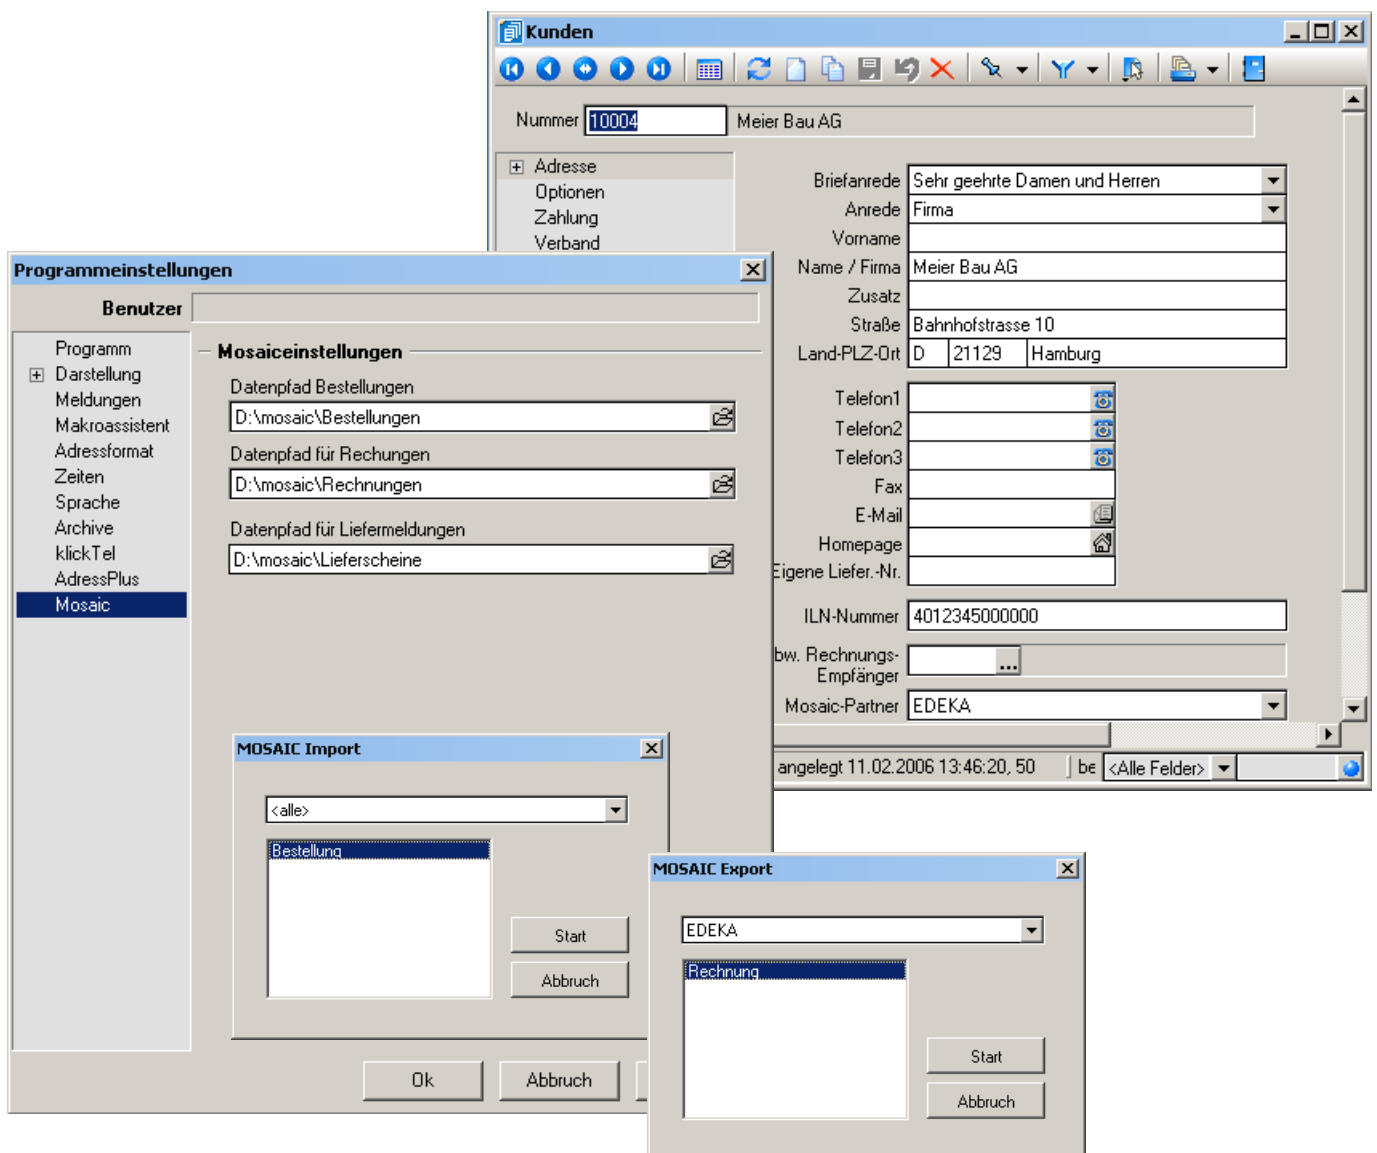 Kunden
Nummer 10004 Meier Bau AG
Adresse
Optionen
Zahlung
Verband
Briefanrede Sehr geehrte Damen und Herren
Anrede Firma
Vorname
Name / Firma Meier Bau AG
Zusatz
Straße Bahnhofstrasse 10
Land-PLZ-Ort D 21129 Hamburg
Telefon1
Telefon2
Telefon3
Fax
E-Mail
Homepage
Eigene Liefer.-Nr.
ILN-Nummer 4012345000000
bw. Rechnungs-
Empfänger ...
Mosaic-Partner EDEKA
angelegt 11.02.2006 13:46:20, 50 be <Alle Felder>
Programmeinstellungen
Benutzer
Programm
Darstellung
Meldungen
Makroassistent
Adressformat
Zeiten
Sprache
Archive
klickTel
AdressPlus
Mosaic
Mosaiceinstellungen
Datenpfad Bestellungen
D:\mosaic\Bestellungen
Datenpfad für Rechungen
D:\mosaic\Rechnungen
Datenpfad für Liefermeldungen
D:\mosaic\Lieferscheine
MOSAIC Import
<alle>
Bestellung
Start
Abbruch
Ok Abbruch
MOSAIC Export
EDEKA
Rechnung
Start
Abbruch